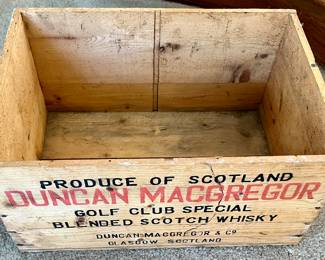 PRODUCE OF SCOTLAND
DUNCAN MACGREGOR
GOLF CLUB SPECIAL
BLENDED SCOTCH WHISKY
DUNCAN MACGREGOR & CO
GLASGOW SCOTLAND